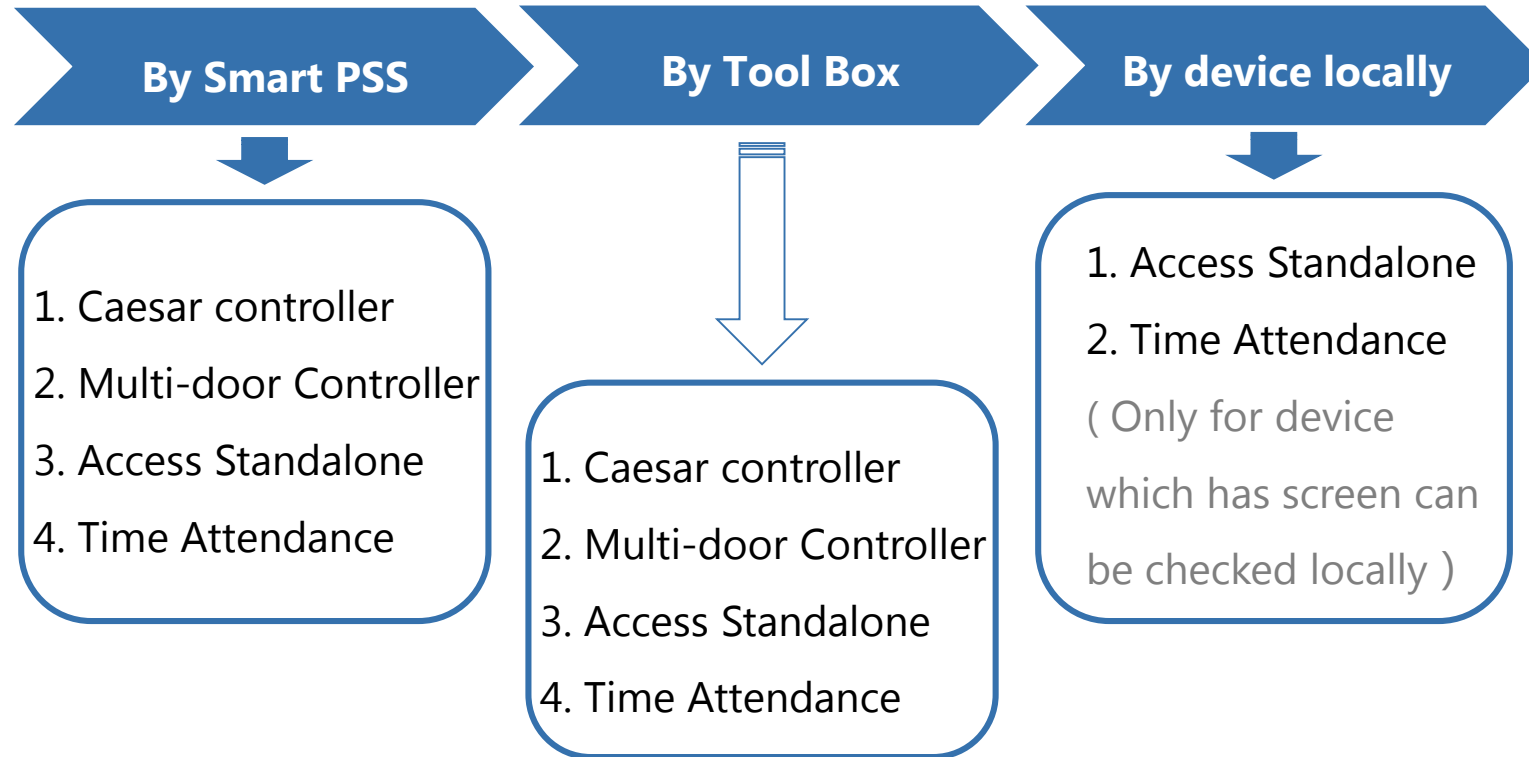 By Smart PSS
By Tool Box
By device locally
1. Caesar controller
2. Multi-door Controller
3. Access Standalone
4. Time Attendance
1. Caesar controller
2. Multi-door Controller
3. Access Standalone
4. Time Attendance
1. Access Standalone
2. Time Attendance
( Only for device
which has screen can
be checked locally )